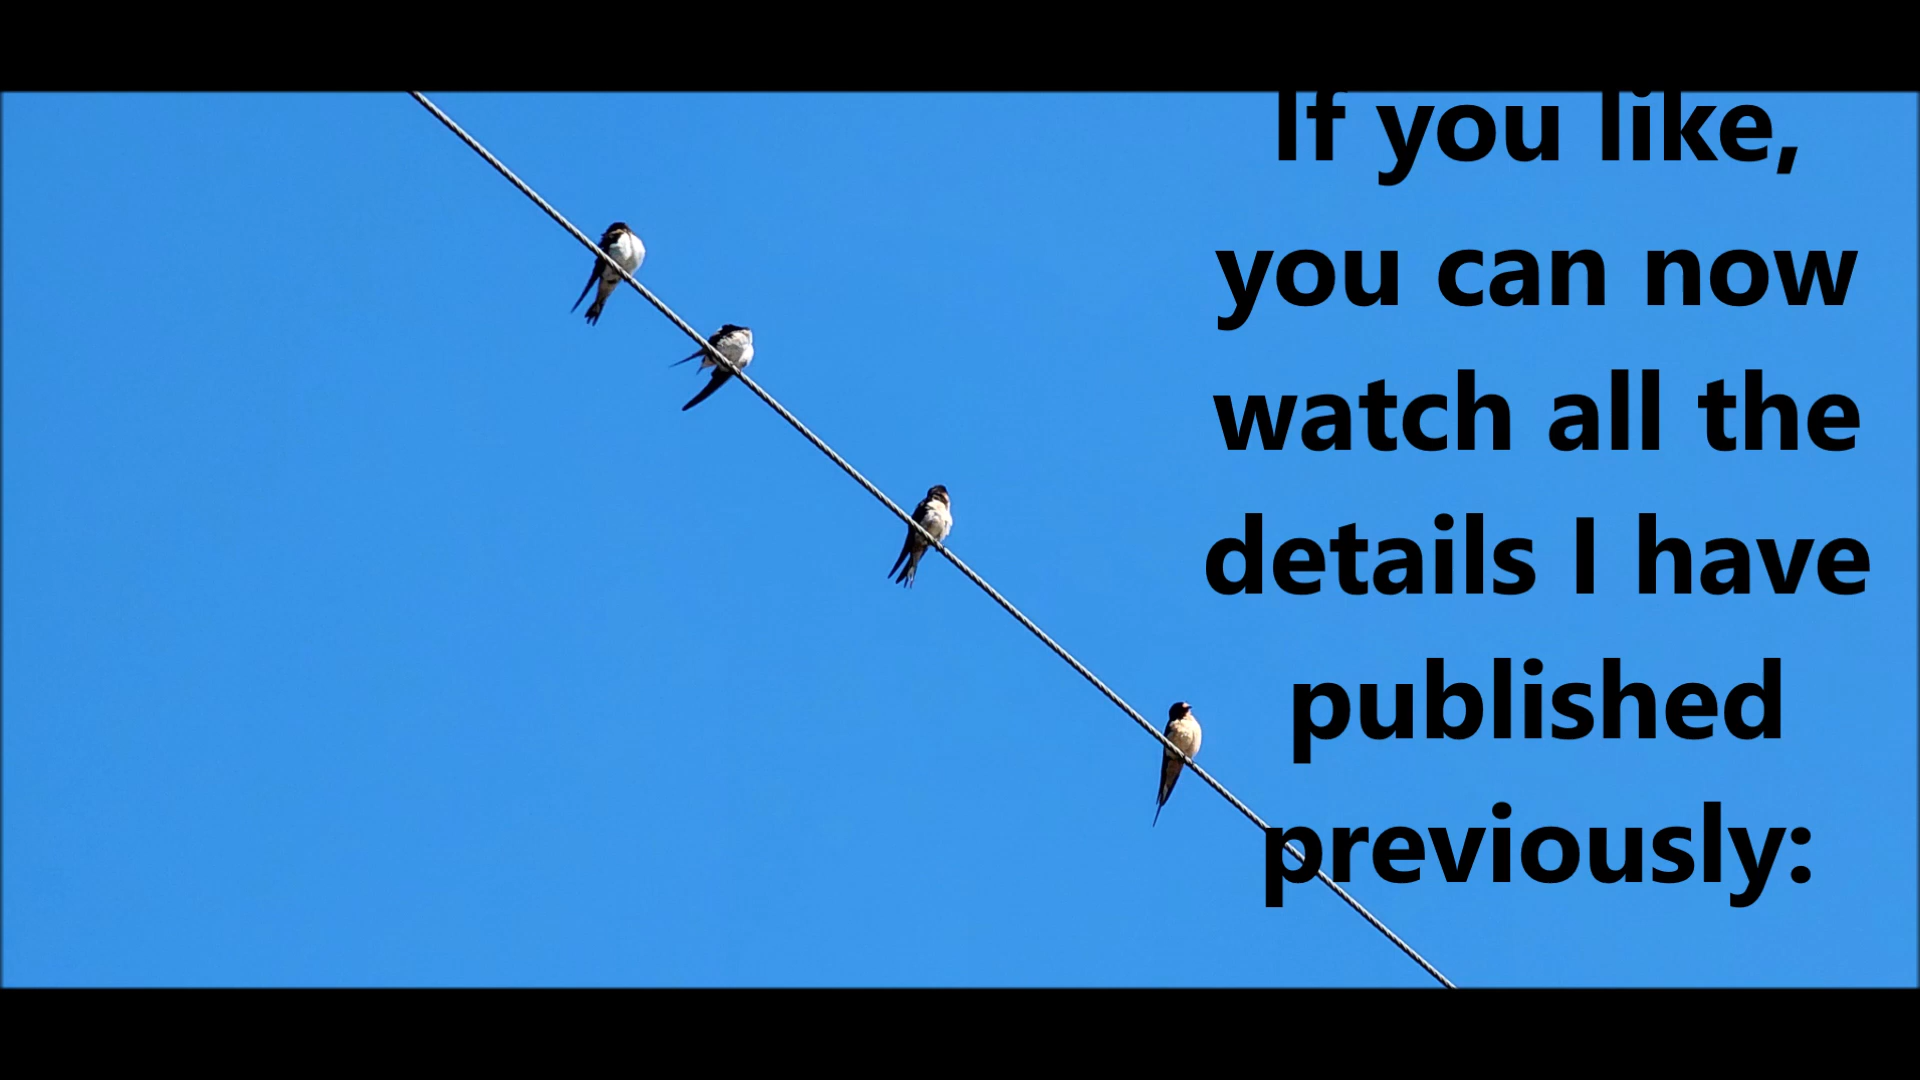 If you like,
you can now
watch all the
details I have
published
previously: